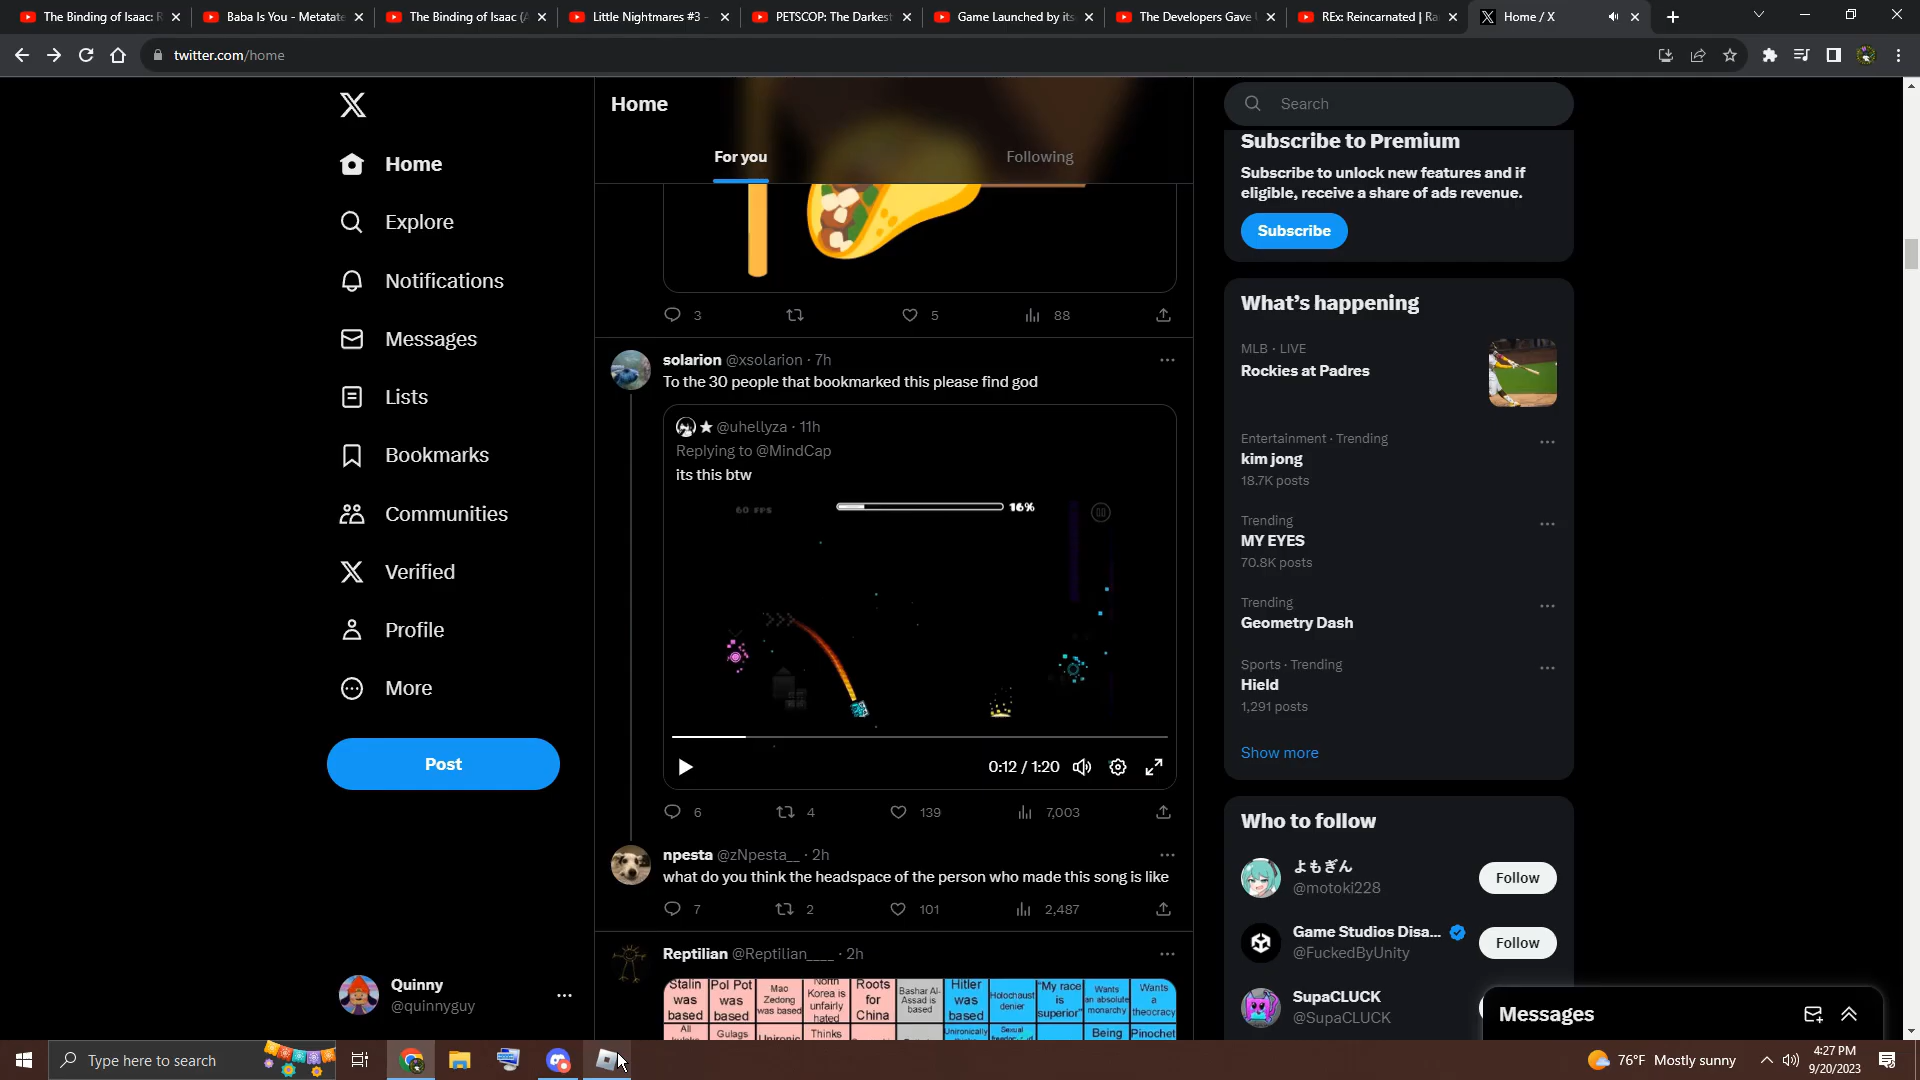 The Binding of Isaac: R
Baba Is You - Metatate
The Binding of Isaac (A
Little Nightmares #3 -
PETSCOP: The Darkest
Game Launched by its
The Developers Gave
REx: Reincarnated | Ra
Home / X
twitter.com/home
Home
For you
Following
Search
Home
Explore
Notifications
Messages
Lists
Bookmarks
Communities
Verified
Profile
More
Post
Quinny
@quinnyguy
3
5
88
solarion @xsolarion · 7h
To the 30 people that bookmarked this please find god
★ @uhellyza · 11h
Replying to @MindCap
its this btw
60 FPS
16%
0:12 / 1:20
6
4
139
7,003
npesta @zNpesta__ · 2h
what do you think the headspace of the person who made this song is like
7
2
101
2,487
Reptilian @Reptilian____ · 2h
Stalin was based
Pol Pot was based
Mao Zedong was based
North Korea is unfairly hated
Roots for China
Bashar Al-Assad is based
Hitler was based
Holocaust denier
"My race is superior"
Wants an absolute monarchy
Wants a theocracy
All
Gulags
Unironic
Thinks
Unironically
Sexual
Being
Pinochet
Subscribe to Premium
Subscribe to unlock new features and if
eligible, receive a share of ads revenue.
Subscribe
What's happening
MLB · LIVE
Rockies at Padres
Entertainment · Trending
kim jong
18.7K posts
Trending
MY EYES
70.8K posts
Trending
Geometry Dash
Sports · Trending
Hield
1,291 posts
Show more
Who to follow
よもぎん
@motoki228
Follow
Game Studios Disa...
@FuckedByUnity
Follow
SupaCLUCK
@SupaCLUCK
Messages
Type here to search
76°F Mostly sunny
4:27 PM
9/20/2023